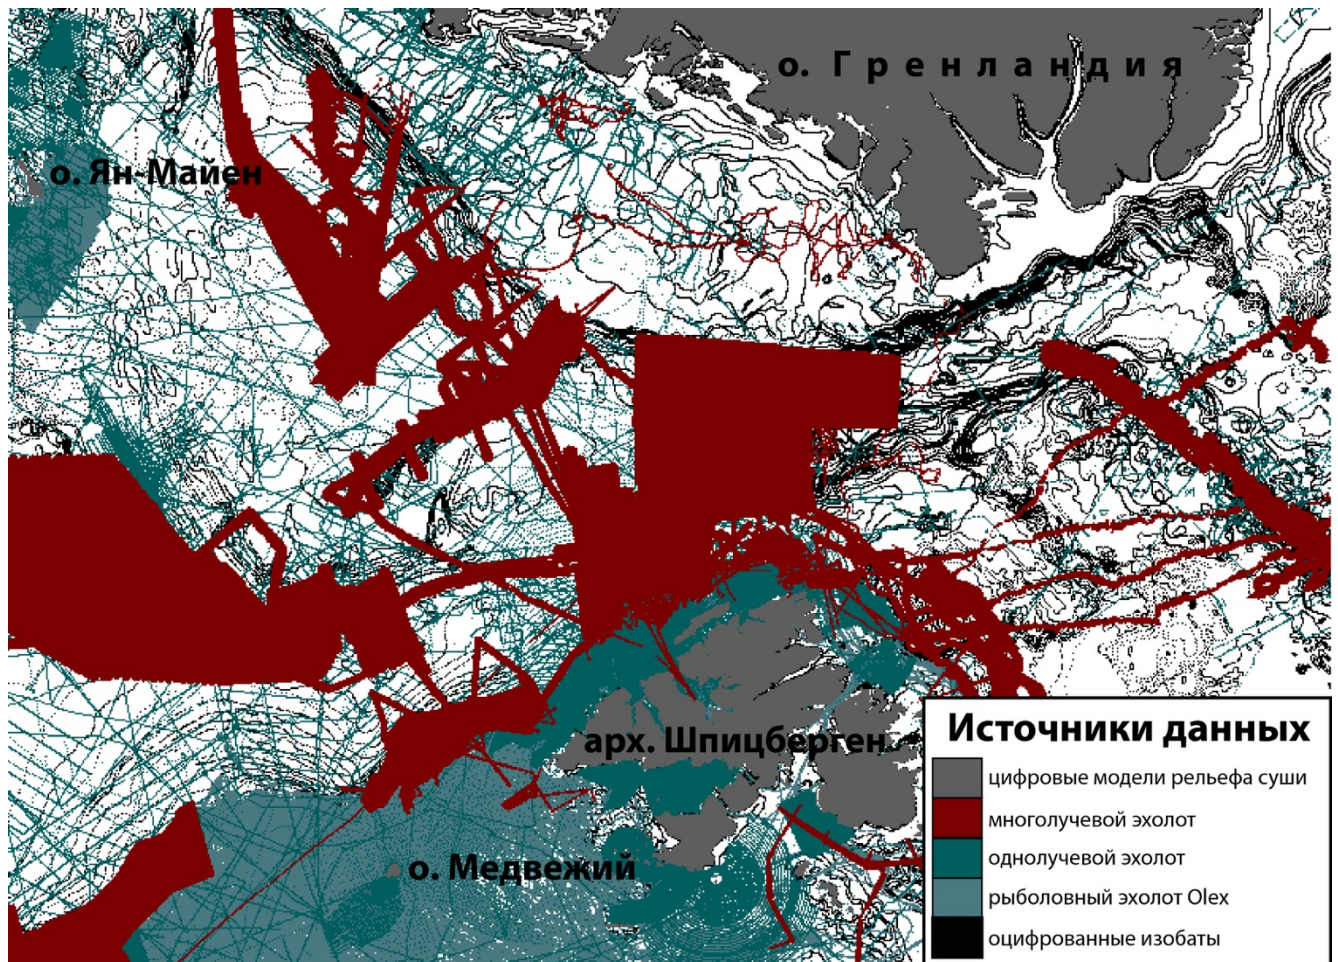 о. Гренландия
о. Ян-Майен
арх. Шпицберген
о. Медвежий
Источники данных
цифровые модели рельефа суши
многолучевой эхолот
однолучевой эхолот
рыболовный эхолот Olex
оцифрованные изобаты